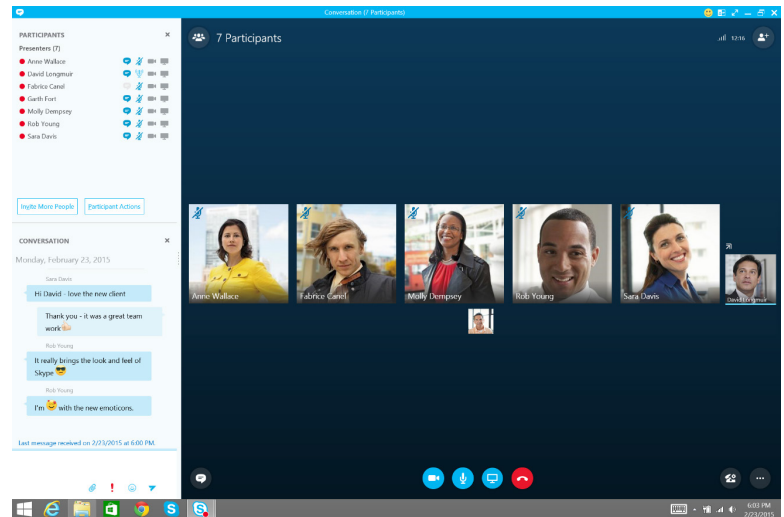 Conversation (7 Participants)
PARTICIPANTS
Presenters (7)
Anne Wallace
David Longmuir
Fabrice Canel
Garth Fort
Molly Dempsey
Rob Young
Sara Davis
Invite More People
Participant Actions
CONVERSATION
Monday, February 23, 2015
Sara Davis
Hi David - love the new client
Thank you - it was a great team
work
Rob Young
It really brings the look and feel of
Skype
Rob Young
I'm with the new emoticons.
Last message received on 2/23/2015 at 6:00 PM.
7 Participants
12:16
Anne Wallace
Fabrice Canel
Molly Dempsey
Rob Young
Sara Davis
David Longmuir
6:03 PM
2/23/2015